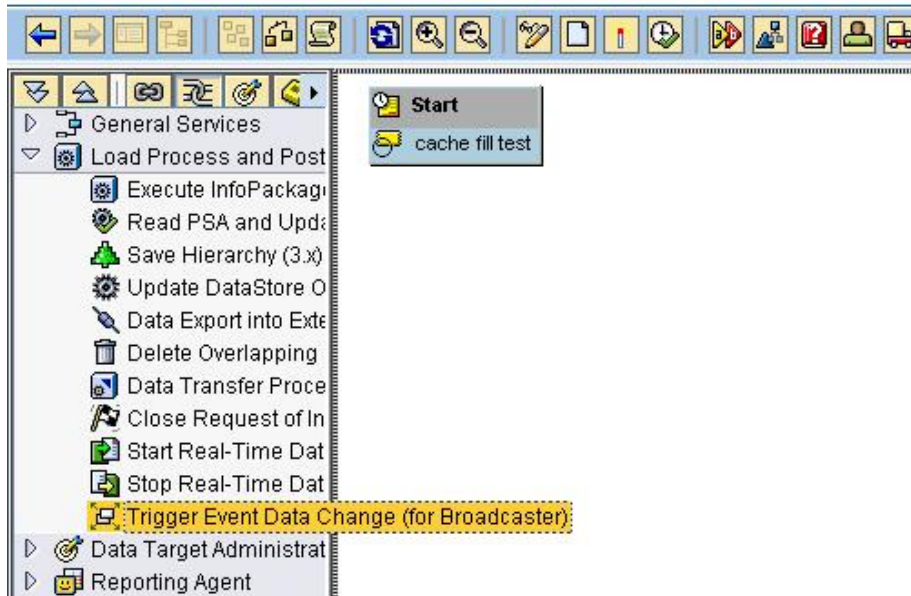 General Services
Load Process and Post
Execute InfoPackag
Read PSA and Upda
Save Hierarchy (3.x)
Update DataStore O
Data Export into Exte
Delete Overlapping
Data Transfer Proce
Close Request of In
Start Real-Time Dat
Stop Real-Time Dat
Trigger Event Data Change (for Broadcaster)
Data Target Administrat
Reporting Agent
Start
cache fill test